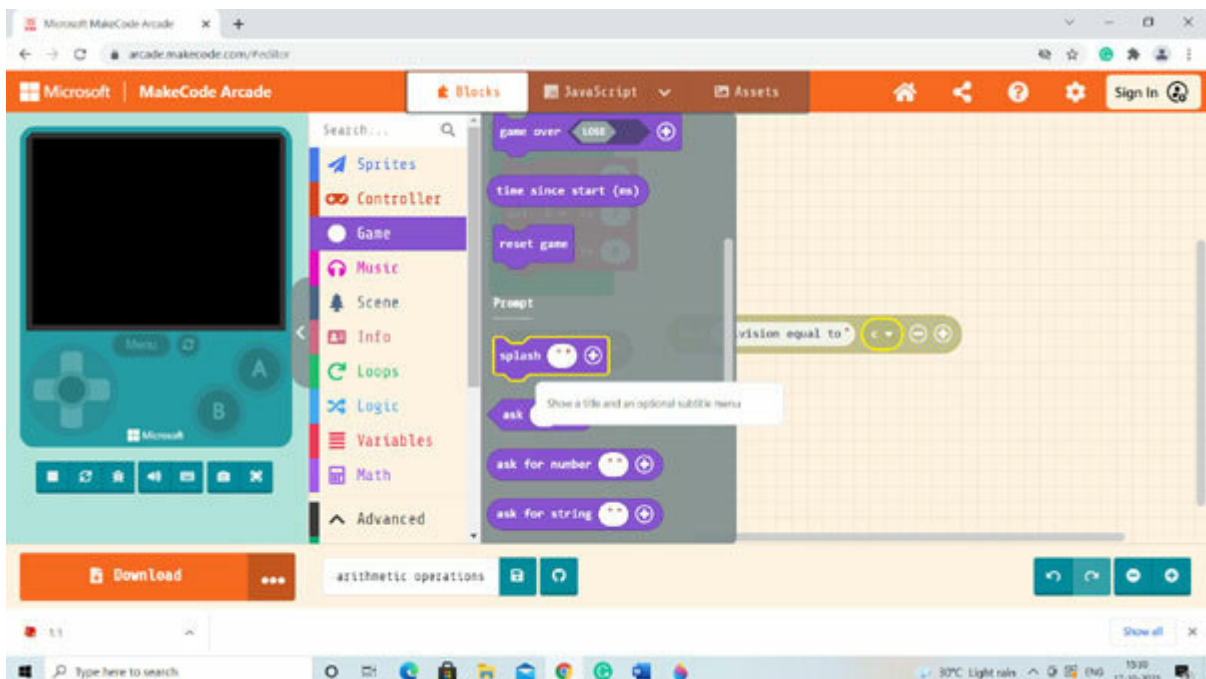 Microsoft MakeCode Arcade
arcade.makecode.com/#editor
Microsoft | MakeCode Arcade
Blocks
JavaScript
Assets
Sign In
Search...
Sprites
Controller
Game
Music
Scene
Info
Loops
Logic
Variables
Math
Advanced
game over LOSE
time since start (ms)
reset game
Prompt
splash " "
Show a title and an optional subtitle menu
ask
ask for number " "
ask for string " "
vision equal to" c
Menu
A
B
Microsoft
Download
arithmetic operations
1.1
Show all
Type here to search
30°C Light rain
ENG